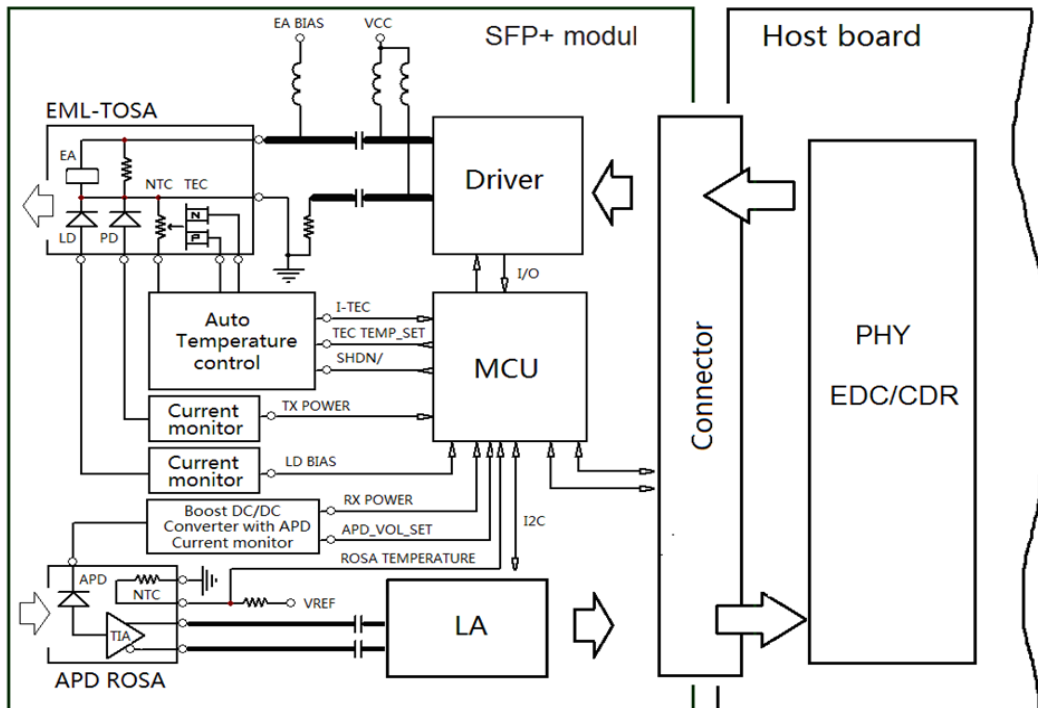 EA BIAS
VCC
SFP+ modul
Host board
EML-TOSA
EA
NTC TEC
N
P
LD
PD
Driver
I/O
Auto
Temperature
control
I-TEC
TEC TEMP_SET
SHDN/
MCU
Connector
PHY
EDC/CDR
Current
monitor
TX POWER
Current
monitor
LD BIAS
Boost DC/DC
Converter with APD
Current monitor
RX POWER
APD_VOL_SET
I2C
ROSA TEMPERATURE
APD
NTC
VREF
TIA
LA
APD ROSA